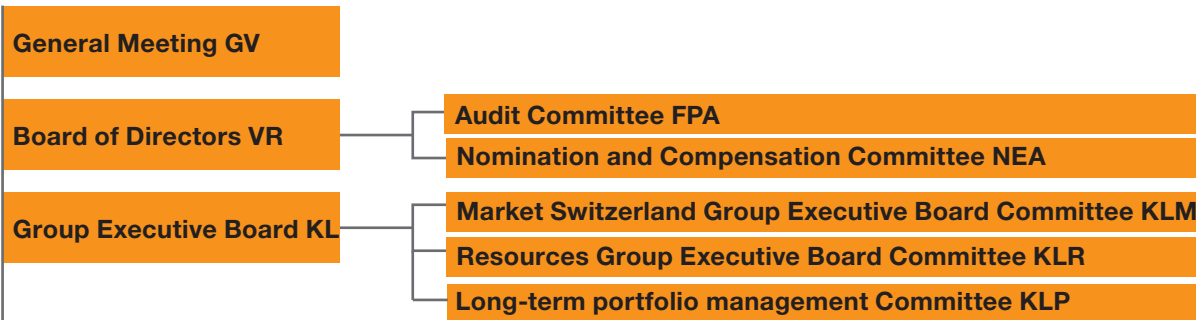 General Meeting GV
Board of Directors VR
Audit Committee FPA
Nomination and Compensation Committee NEA
Group Executive Board KL
Market Switzerland Group Executive Board Committee KLM
Resources Group Executive Board Committee KLR
Long-term portfolio management Committee KLP